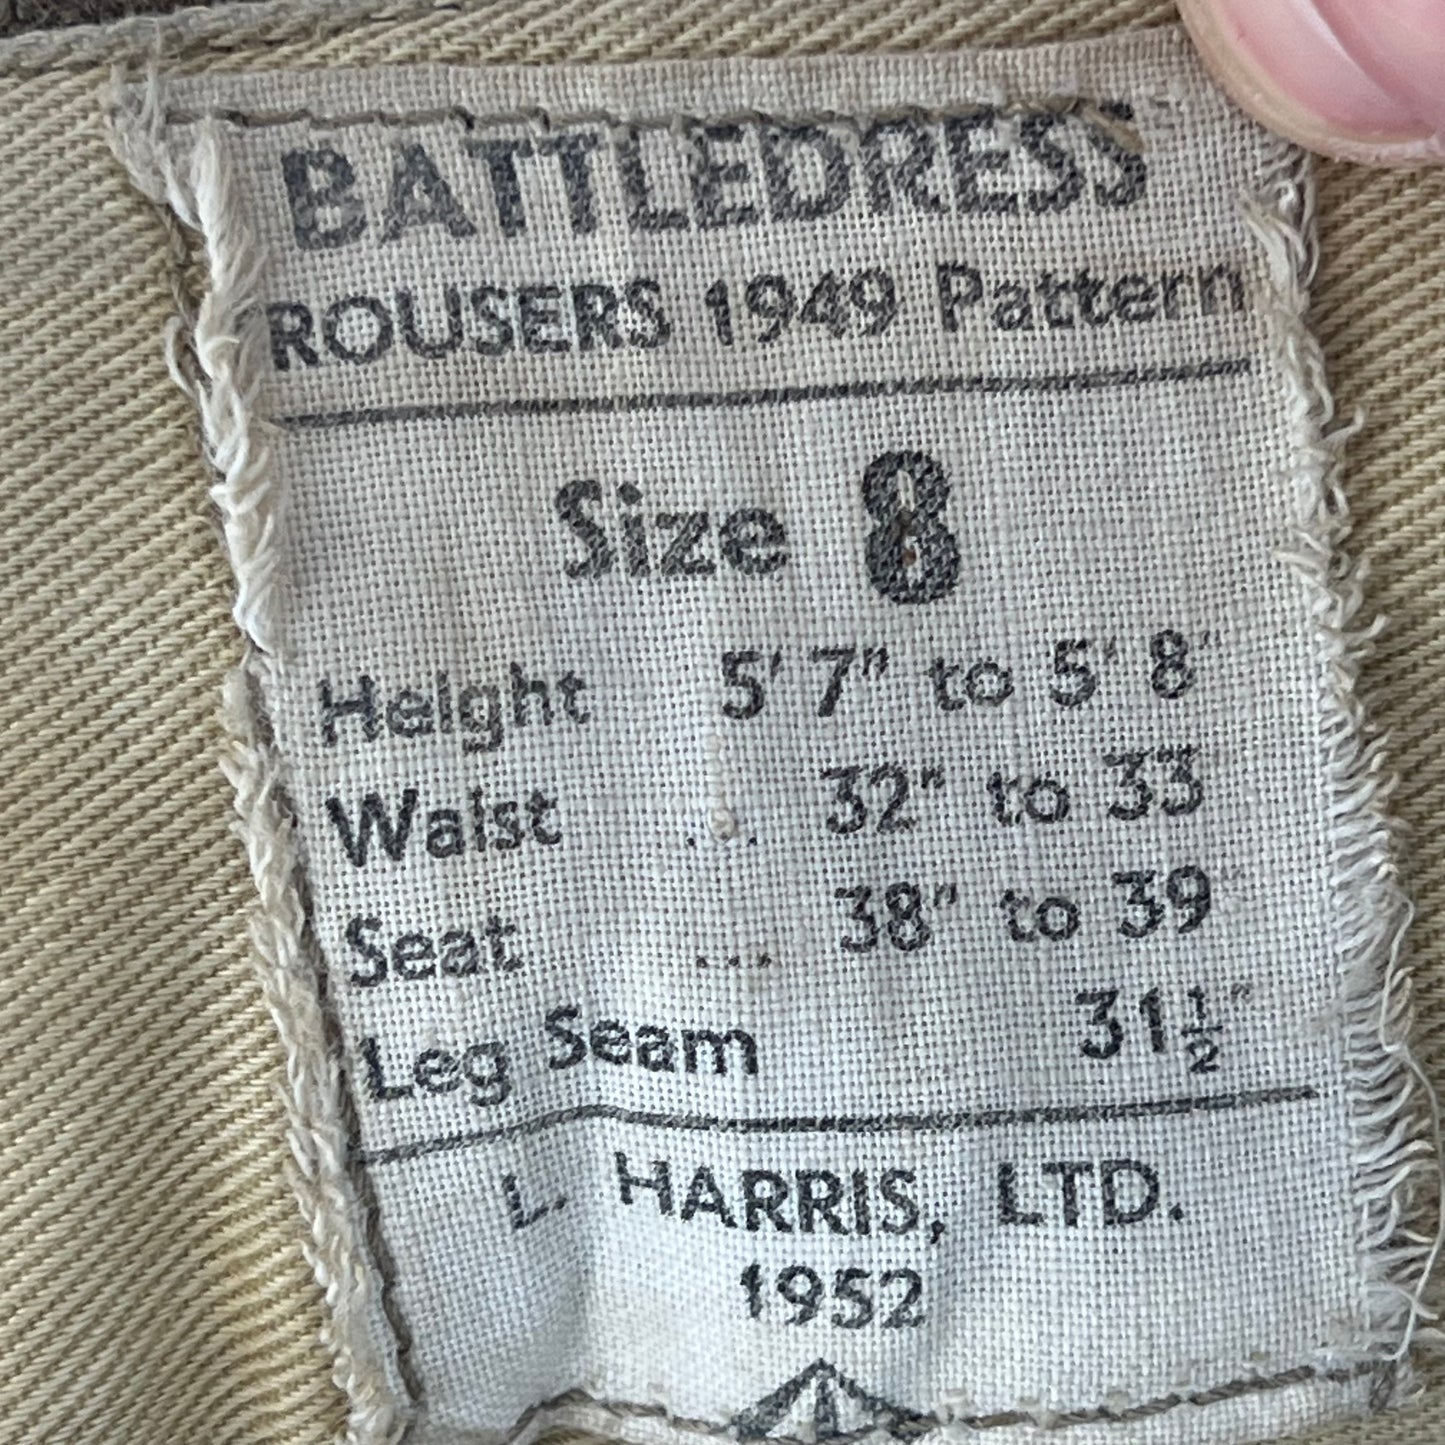 BATTLEDRESS
ROUSERS 1949 Pattern
Size 8
Height 5' 7" to 5' 8"
Waist ... 32" to 33
Seat ... 38" to 39"
Leg Seam 31½"
L. HARRIS, LTD.
1952